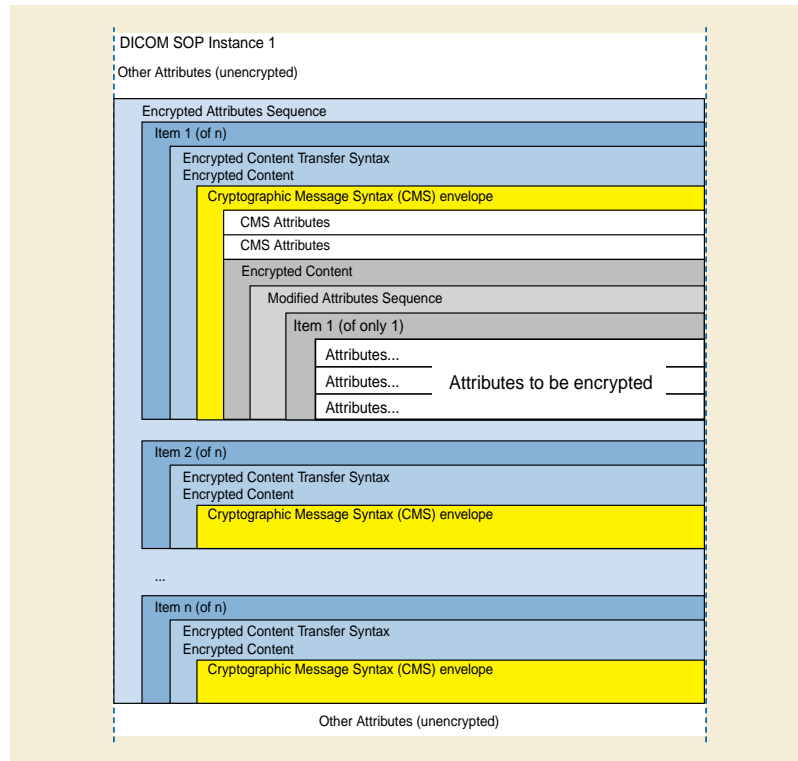 DICOM SOP Instance 1
Other Attributes (unencrypted)
Encrypted Attributes Sequence
Item 1 (of n)
Encrypted Content Transfer Syntax
Encrypted Content
Cryptographic Message Syntax (CMS) envelope
CMS Attributes
CMS Attributes
Encrypted Content
Modified Attributes Sequence
Item 1 (of only 1)
Attributes...
Attributes...
Attributes to be encrypted
Attributes...
Item 2 (of n)
Encrypted Content Transfer Syntax
Encrypted Content
Cryptographic Message Syntax (CMS) envelope
...
Item n (of n)
Encrypted Content Transfer Syntax
Encrypted Content
Cryptographic Message Syntax (CMS) envelope
Other Attributes (unencrypted)